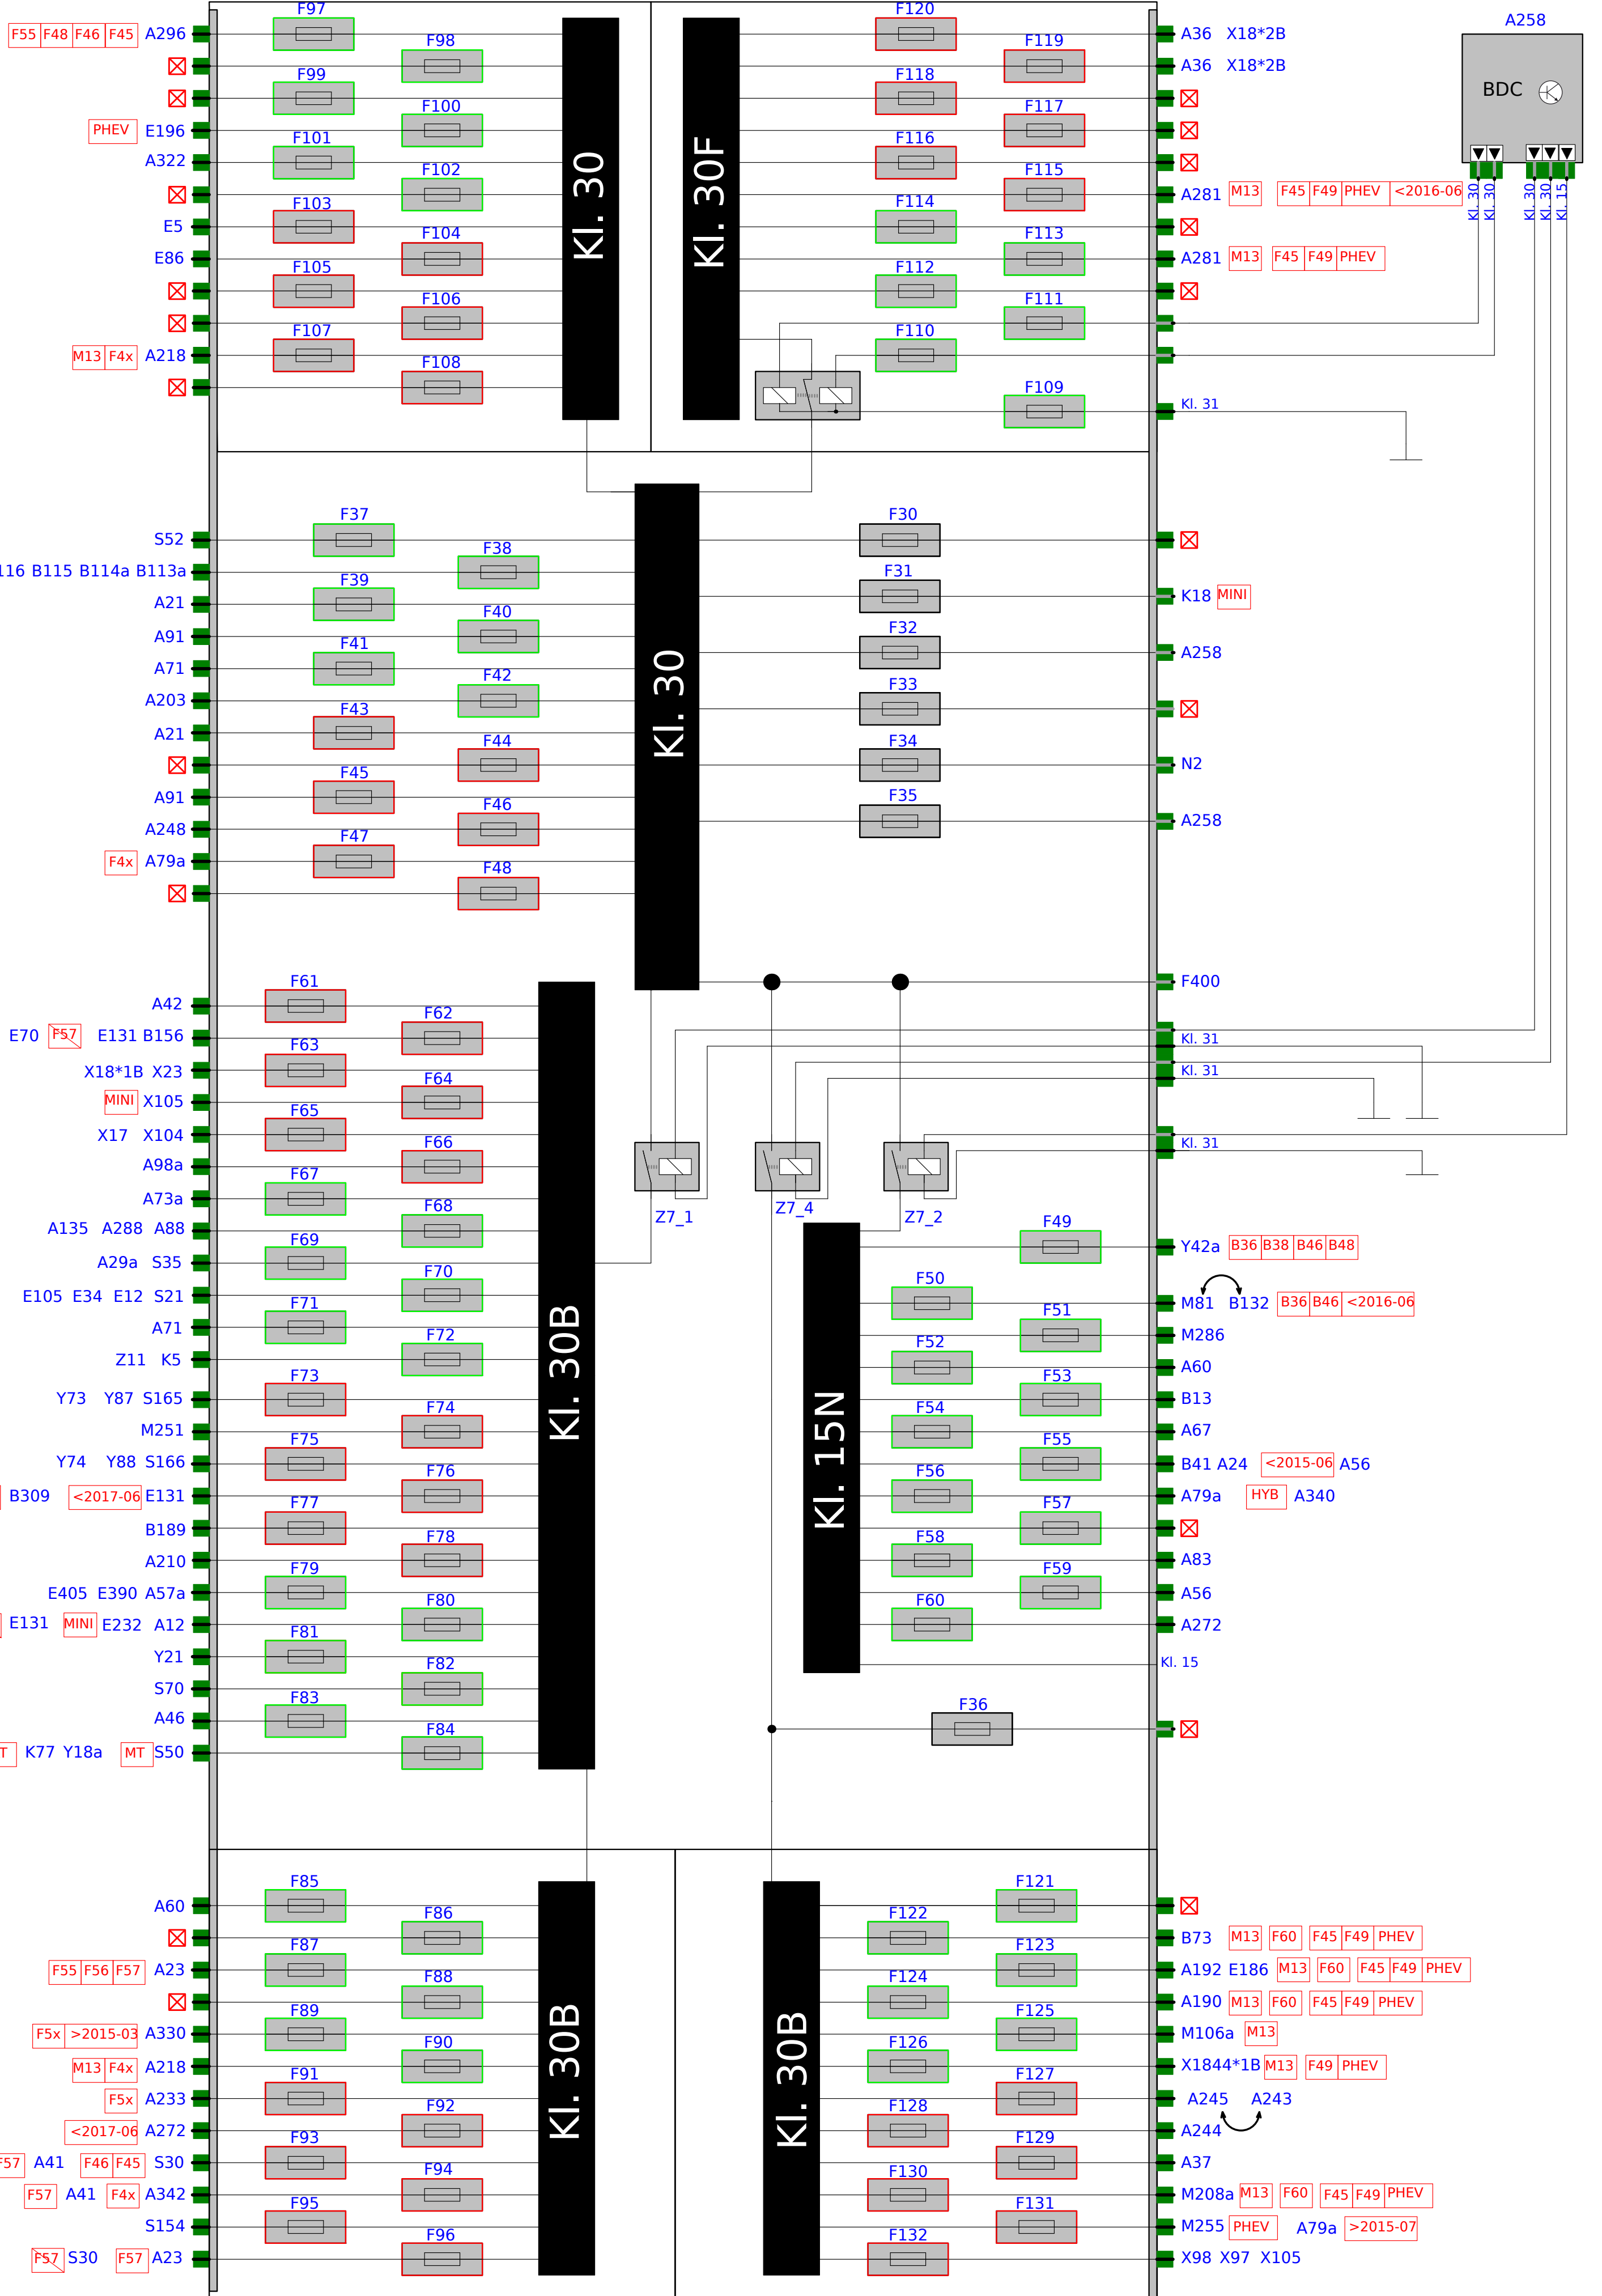 F97 F120 A258
F55 F48 F46 F45 A296 A36 X18*2B
F98 F119
A36 X18*2B
F99 F118
BDC
F100 F117
PHEV E196
F101 F116
A322
F102 F115
A281 M13 F45 F49 PHEV <2016-06
Kl. 30 Kl. 30 Kl. 30 Kl. 30 Kl. 15
Kl. 30 Kl. 30F
F103 F114
E5
F104 F113
E86 A281 M13 F45 F49 PHEV
F105 F112
F106 F111
F107 F110
M13 F4x A218
F108
F109
Kl. 31
F37 F30
S52
F38
116 B115 B114a B113a
F31
F39
K18 MINI
A21
F40
F32
A91
F41
A258
A71
F42
F33
A203
Kl. 30
F43
A21
F44 F34
N2
F45
A91 F35
F46
A258
A248
F47
F4x A79a
F48
F61 F400
A42
F62
E70 F57 E131 B156 Kl. 31
F63
X18*1B X23 Kl. 31
F64
MINI X105
F65
X17 X104 Kl. 31
F66
A98a
F67
A73a
F68 Z7_1 Z7_4 Z7_2
A135 A288 A88 F49
F69 Y42a B36 B38 B46 B48
A29a S35
F70 F50
E105 E34 E12 S21 M81 B132 B36 B46 <2016-06
F71 F51
A71 M286
F72 F52
Z11 K5 A60
Kl. 30B
F73 F53
Y73 Y87 S165 B13
F74 F54
M251 A67
Kl. 15N
F75 F55
Y74 Y88 S166 B41 A24 <2015-06 A56
F76 F56
B309 <2017-06 E131 A79a HYB A340
F77 F57
B189
F78 F58
A210 A83
F79 F59
E405 E390 A57a A56
F80 F60
E131 MINI E232 A12 A272
F81
Y21 Kl. 15
F82
S70
F83 F36
A46
F84
T K77 Y18a MT S50
F85 F121
A60
F86 F122
B73 M13 F60 F45 F49 PHEV
F87 F123
F55 F56 F57 A23 A192 E186 M13 F60 F45 F49 PHEV
F88 F124
A190 M13 F60 F45 F49 PHEV
F89 F125
F5x >2015-03 A330 M106a M13
F90 F126
M13 F4x A218 X1844*1B M13 F49 PHEV
Kl. 30B Kl. 30B
F91 F127
F5x A233 A245 A243
F92 F128
<2017-06 A272 A244
F93 F129
F57 A41 F46 F45 S30 A37
F94 F130
F57 A41 F4x A342 M208a M13 F60 F45 F49 PHEV
F95 F131
S154 M255 PHEV A79a >2015-07
F96 F132
F57 S30 F57 A23 X98 X97 X105